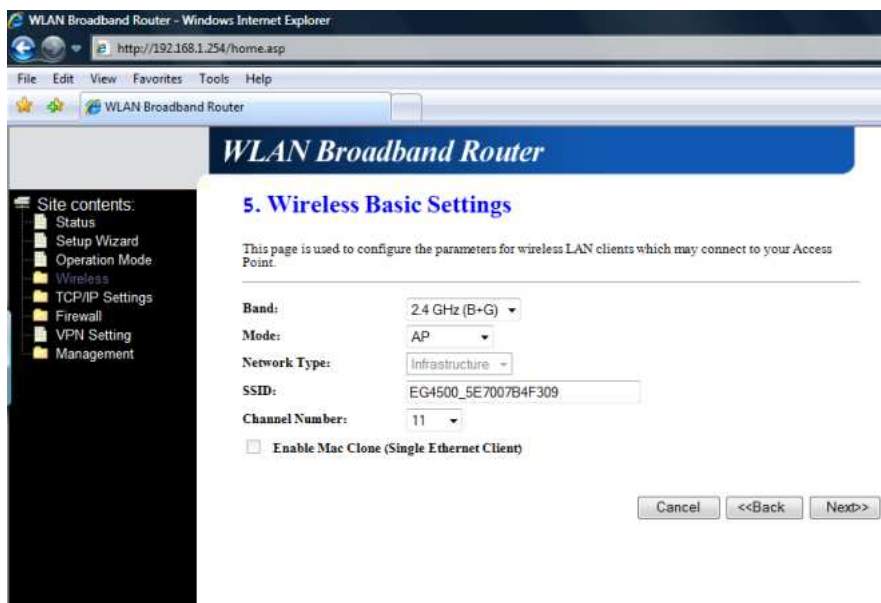 WLAN Broadband Router - Windows Internet Explorer
http://192.168.1.254/home.asp
File Edit View Favorites Tools Help
WLAN Broadband Router
WLAN Broadband Router
Site contents:
Status
Setup Wizard
Operation Mode
Wireless
TCP/IP Settings
Firewall
VPN Setting
Management
5. Wireless Basic Settings
This page is used to configure the parameters for wireless LAN clients which may connect to your Access
Point.
Band: 2.4 GHz (B+G)
Mode: AP
Network Type: Infrastructure
SSID: EG4500_5E7007B4F309
Channel Number: 11
Enable Mac Clone (Single Ethernet Client)
Cancel <<Back Next>>